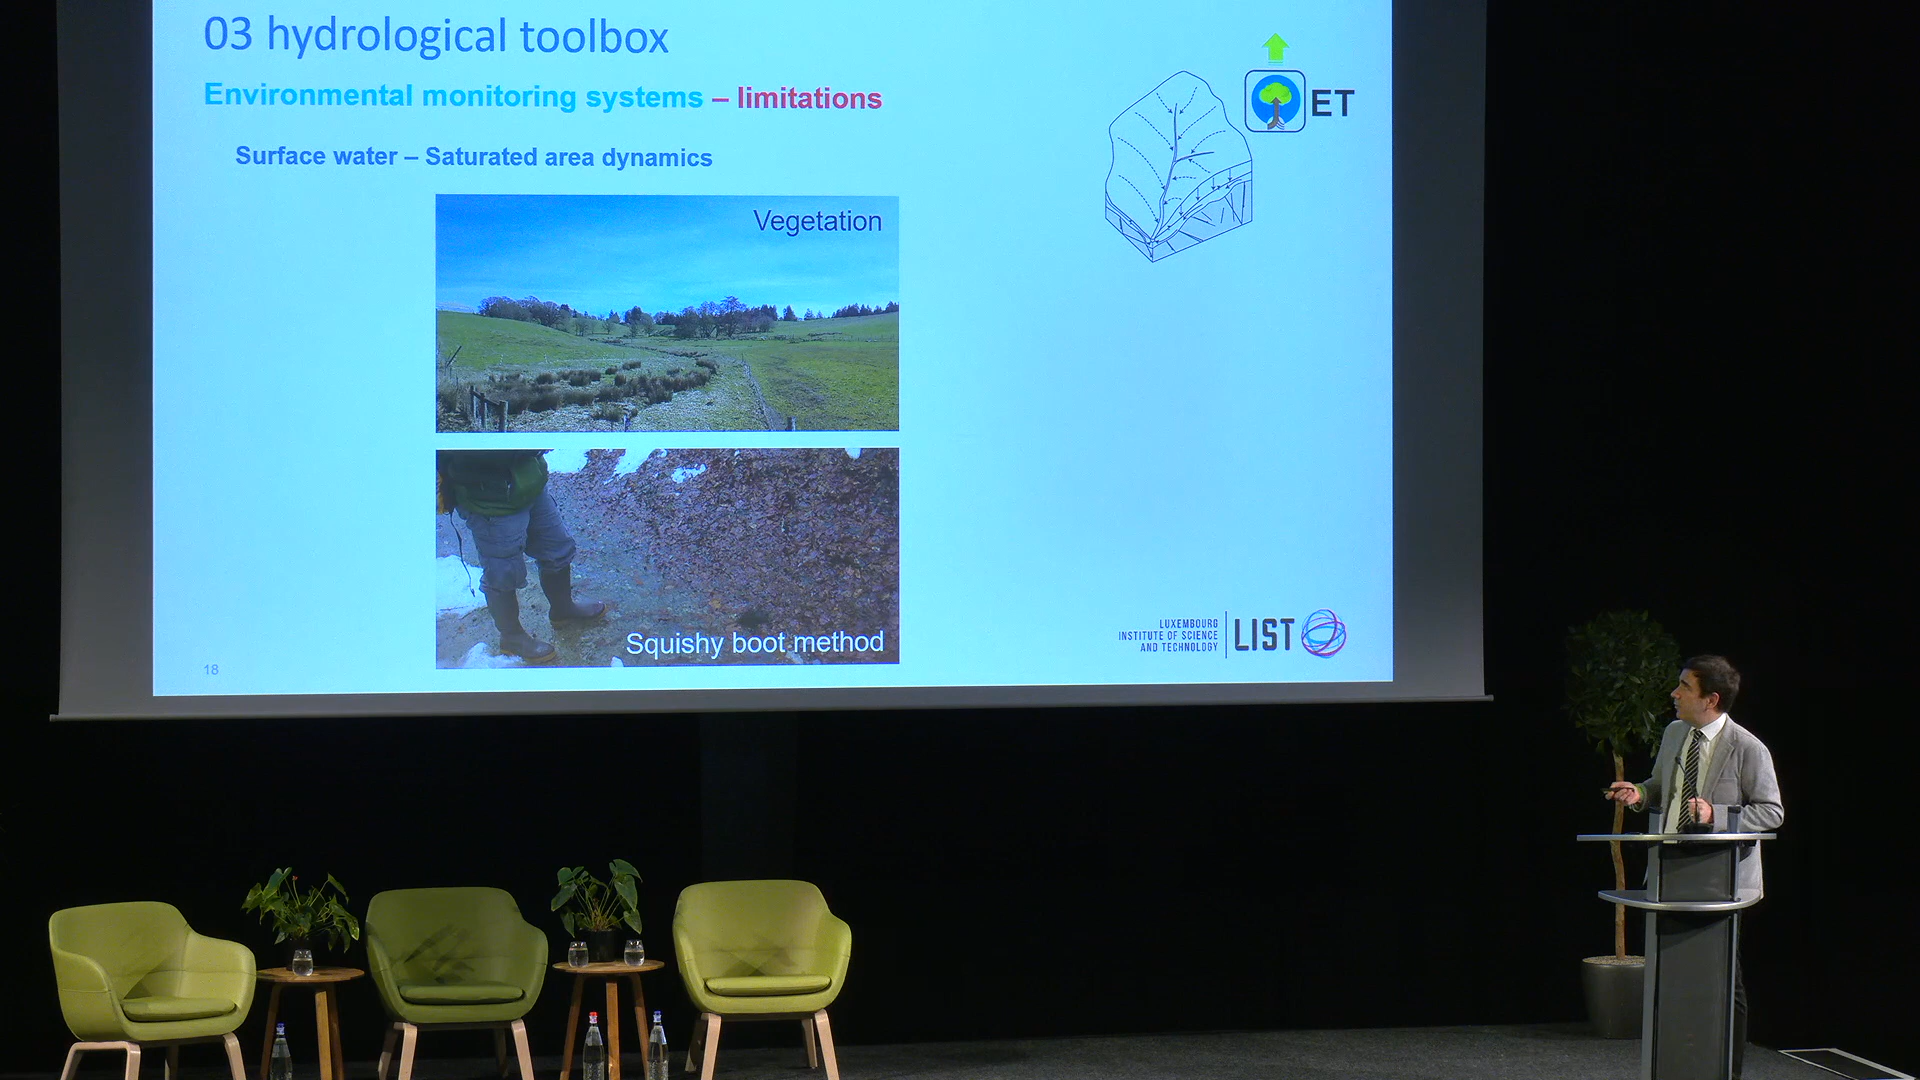 03 hydrological toolbox
Environmental monitoring systems – limitations
Surface water – Saturated area dynamics
ET
Vegetation
Squishy boot method
LUXEMBOURG
INSTITUTE OF SCIENCE
AND TECHNOLOGY
LIST
18